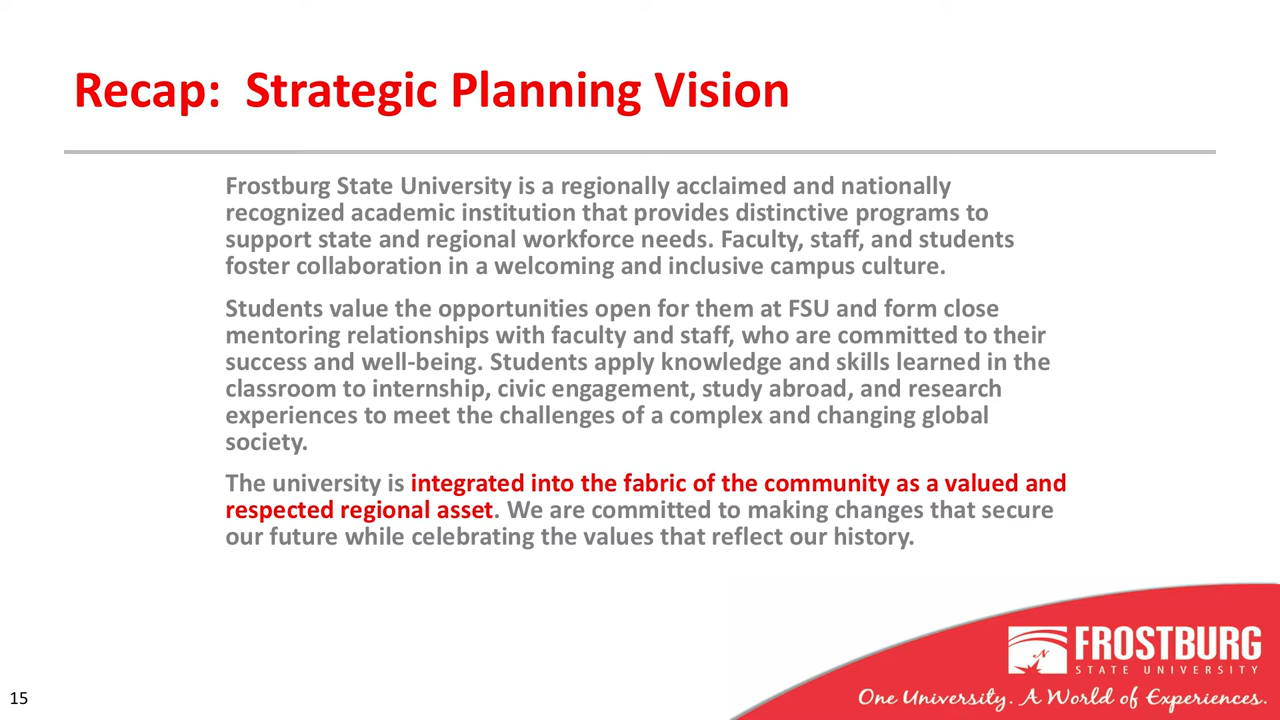 Recap:  Strategic Planning Vision
Frostburg State University is a regionally acclaimed and nationally
recognized academic institution that provides distinctive programs to
support state and regional workforce needs. Faculty, staff, and students
foster collaboration in a welcoming and inclusive campus culture.
Students value the opportunities open for them at FSU and form close
mentoring relationships with faculty and staff, who are committed to their
success and well-being. Students apply knowledge and skills learned in the
classroom to internship, civic engagement, study abroad, and research
experiences to meet the challenges of a complex and changing global
society.
The university is integrated into the fabric of the community as a valued and
respected regional asset. We are committed to making changes that secure
our future while celebrating the values that reflect our history.
N
FROSTBURG
STATE UNIVERSITY
One University. A World of Experiences.
15